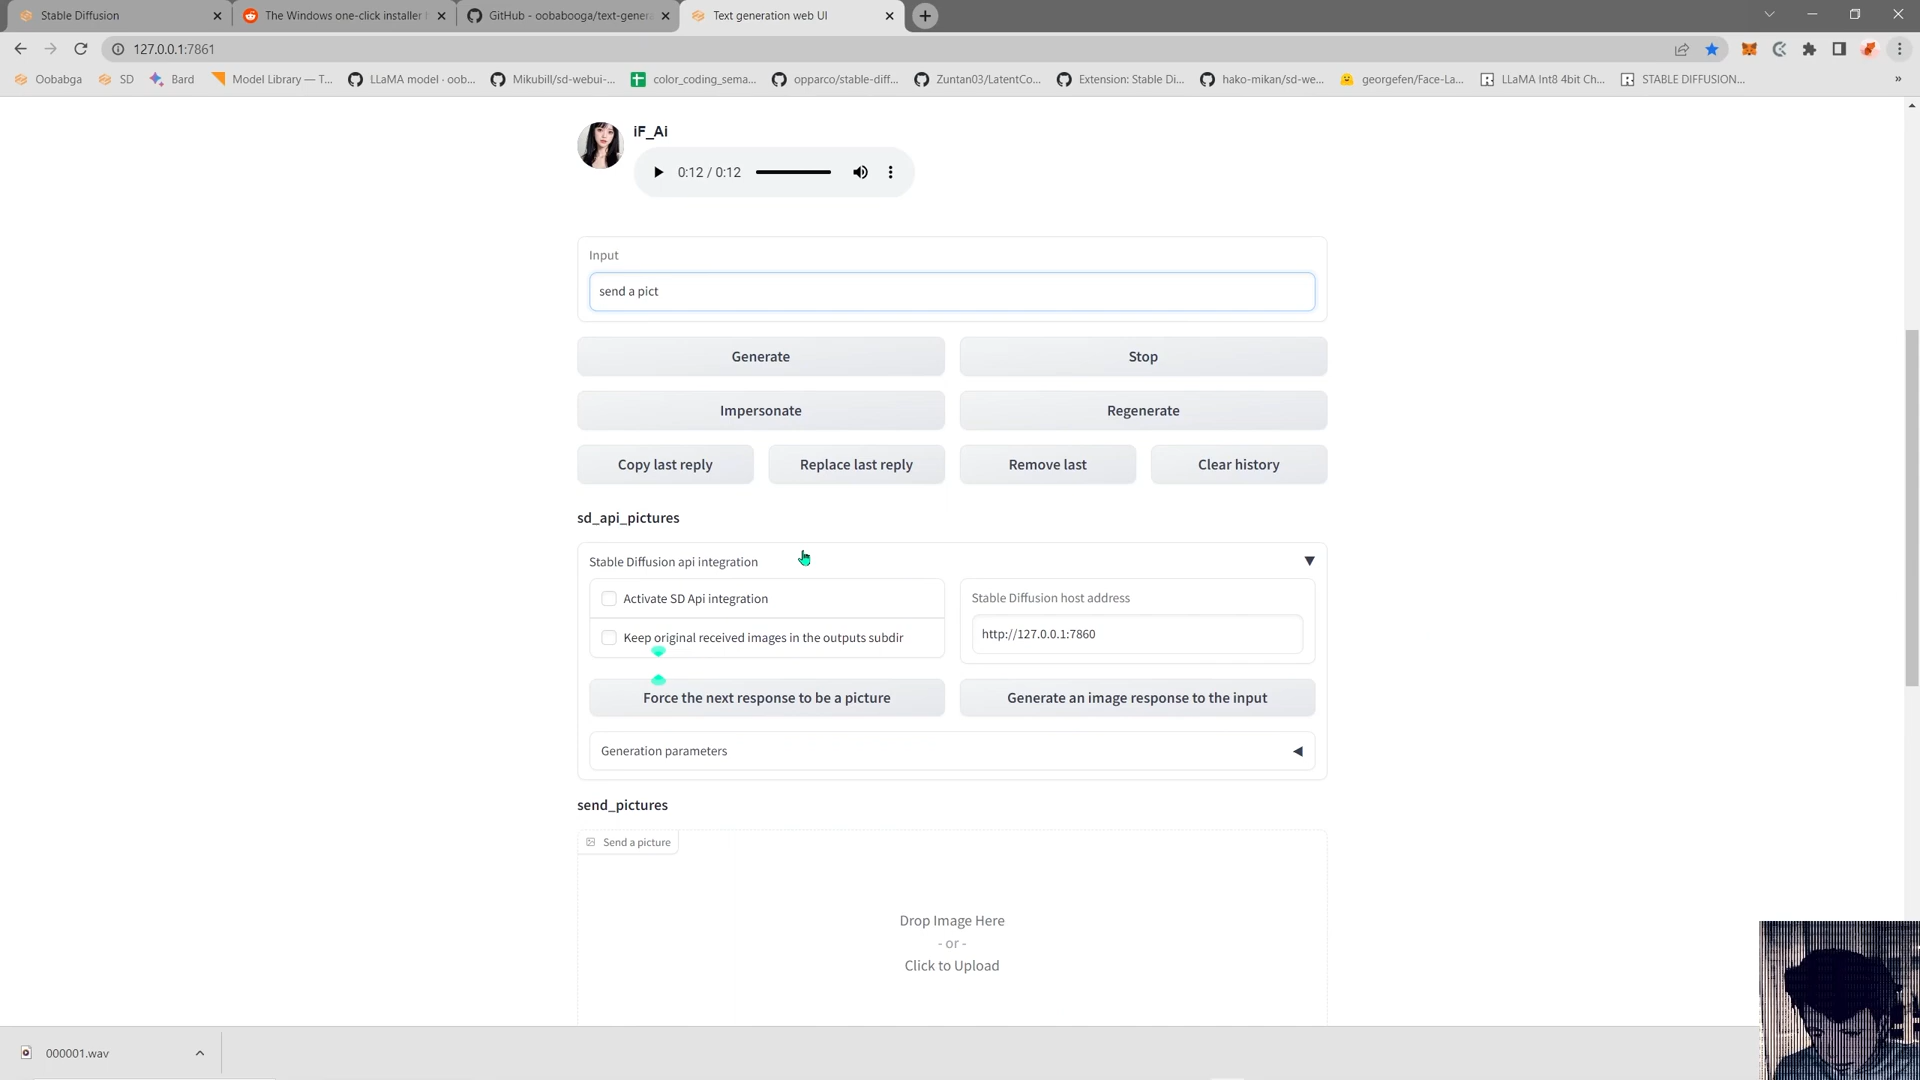 Stable Diffusion
The Windows one-click installer
GitHub - oobabooga/text-genera
Text generation web UI
127.0.0.1:7861
Oobabga
SD
Bard
Model Library — T...
LLaMA model · oob...
Mikubill/sd-webui-...
color_coding_sema...
opparco/stable-diff...
Zuntan03/LatentCo...
Extension: Stable Di...
hako-mikan/sd-we...
georgefen/Face-La...
LLaMA Int8 4bit Ch...
STABLE DIFFUSION...
»
iF_Ai
0:12 / 0:12
Input
send a pict
Generate
Stop
Impersonate
Regenerate
Copy last reply
Replace last reply
Remove last
Clear history
sd_api_pictures
Stable Diffusion api integration
Activate SD Api integration
Stable Diffusion host address
Keep original received images in the outputs subdir
http://127.0.0.1:7860
Force the next response to be a picture
Generate an image response to the input
Generation parameters
send_pictures
Send a picture
Drop Image Here
- or -
Click to Upload
000001.wav